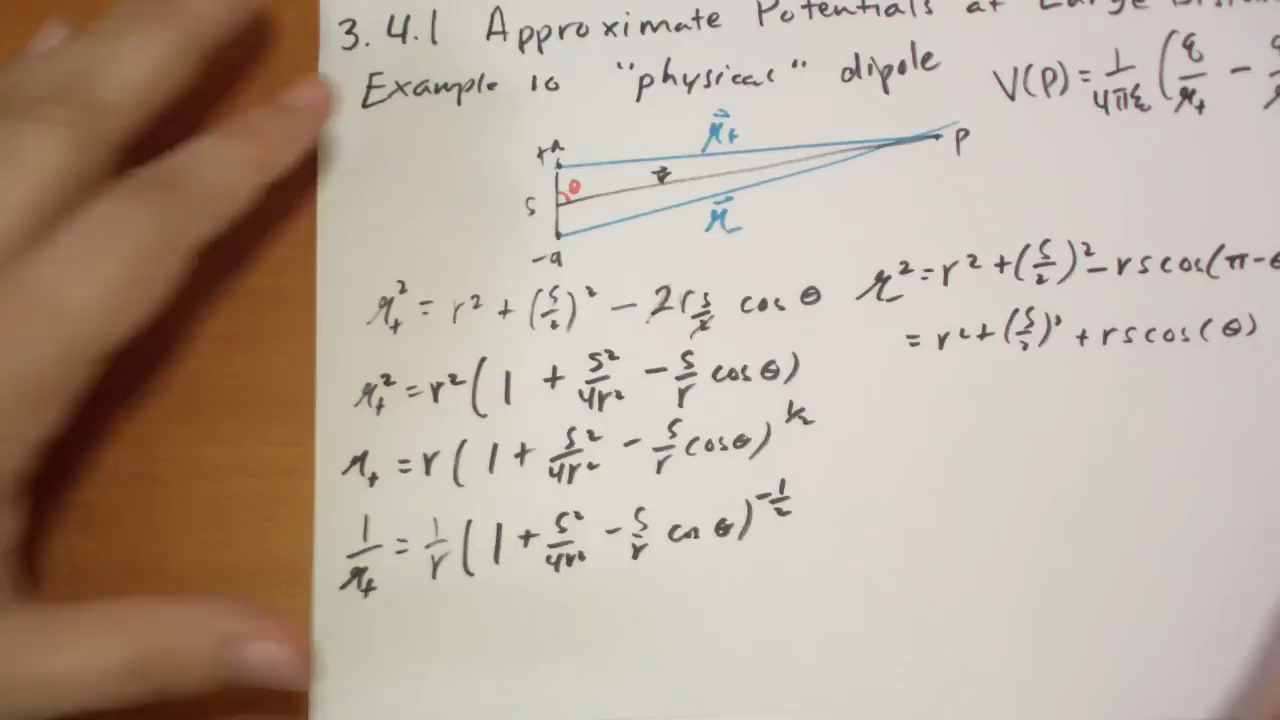 3.4.1 Approximate Potentials at Large
Example 10 "physical" dipole V(P) = 1/4πε₀ (q/𝓇₊ −
𝓇⃗₊
+q
P
θ
r⃗
s
𝓇⃗
-q
𝓇₊² = r² + (s/2)² − 2r s/2 cos θ
𝓇² = r² + (s/2)² − rs cos(π − θ
= r² + (s/2)² + rs cos(θ)
𝓇₊² = r² (1 + s²/4r² − s/r cos θ)
𝓇₊ = r (1 + s²/4r² − s/r cos θ)^½
1/𝓇₊ = 1/r (1 + s²/4r² − s/r cos θ)^−1/2